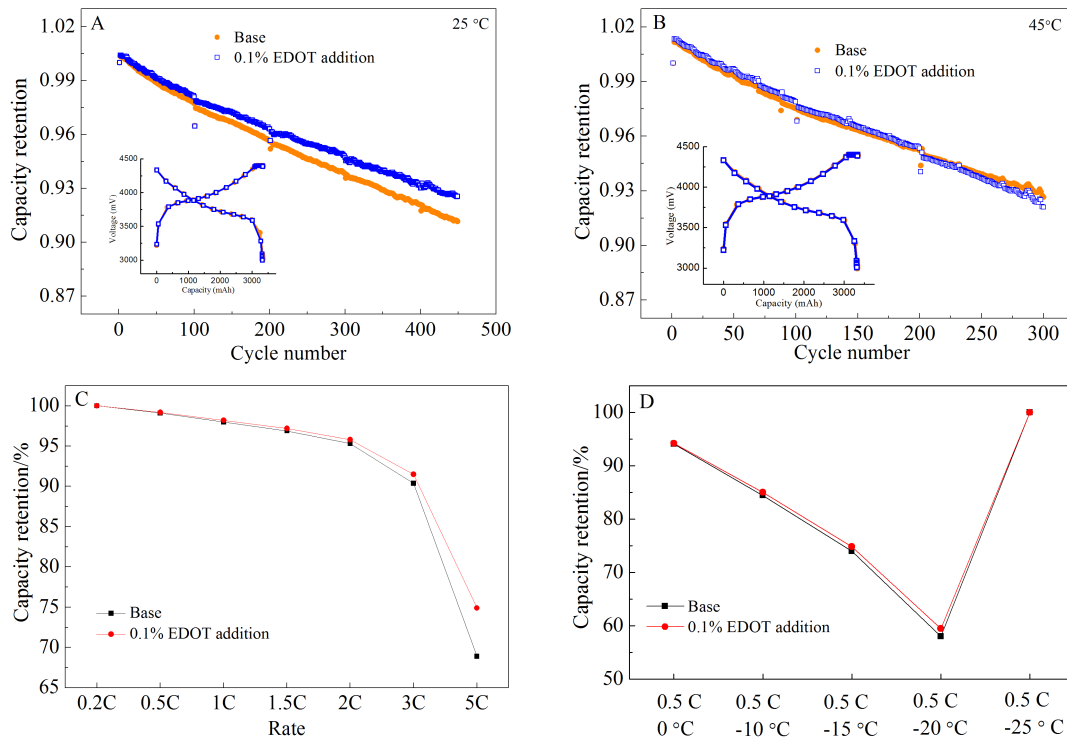 A
25 °C
Base
0.1% EDOT addition
Capacity retention
1.02
0.99
0.96
0.93
0.90
0.87
0
100
200
300
400
500
Cycle number
Voltage (mV)
4500
4000
3500
3000
0
1000
2000
3000
Capacity (mAh)
B
45°C
Base
0.1% EDOT addition
Capacity retention
1.02
0.99
0.96
0.93
0.90
0.87
0
50
100
150
200
250
300
Cycle number
Voltage (mV)
4500
4000
3500
3000
0
1000
2000
3000
Capacity (mAh)
C
Capacity retention/%
100
95
90
85
80
75
70
65
Base
0.1% EDOT addition
0.2C
0.5C
1C
1.5C
2C
3C
5C
Rate
D
Capacity retention/%
100
90
80
70
60
50
Base
0.1% EDOT addition
0.5 C
0 °C
0.5 C
-10 °C
0.5 C
-15 °C
0.5 C
-20 °C
0.5 C
-25 ° C